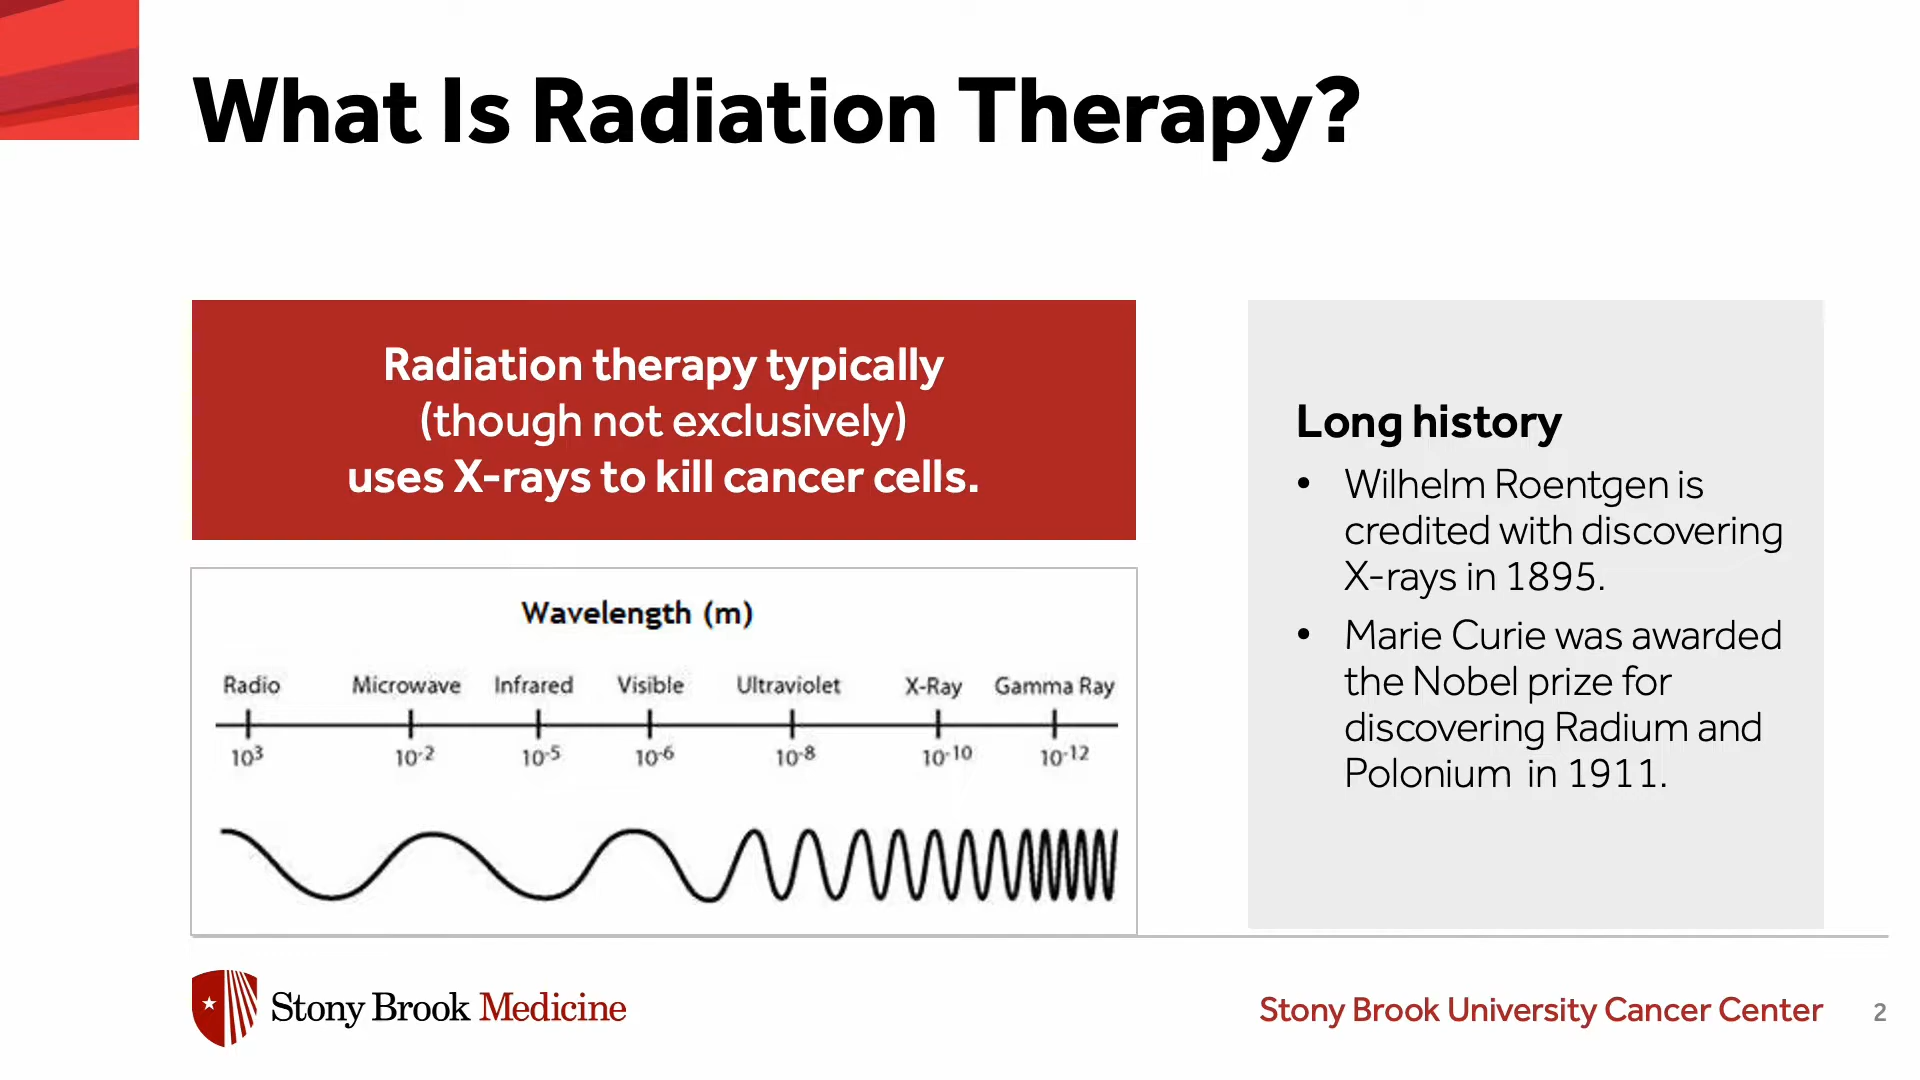 What Is Radiation Therapy?
Radiation therapy typically
(though not exclusively)
uses X-rays to kill cancer cells.
Wavelength (m)
Radio Microwave Infrared Visible Ultraviolet X-Ray Gamma Ray
10³ 10⁻² 10⁻⁵ 10⁻⁶ 10⁻⁸ 10⁻¹⁰ 10⁻¹²
Long history
• Wilhelm Roentgen is
credited with discovering
X-rays in 1895.
• Marie Curie was awarded
the Nobel prize for
discovering Radium and
Polonium in 1911.
Stony Brook Medicine
Stony Brook University Cancer Center 2